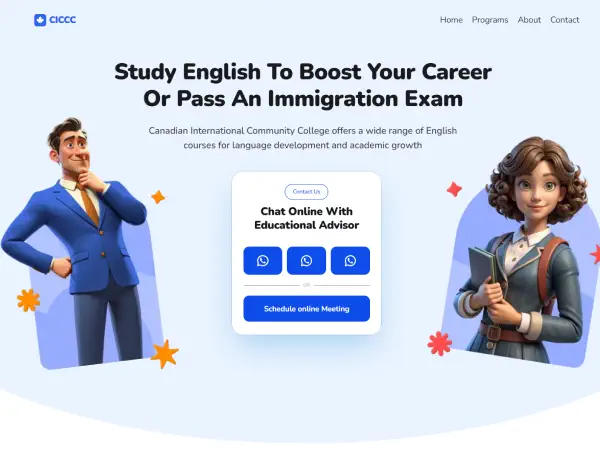 CICCC
Home Programs About Contact
Study English To Boost Your Career
Or Pass An Immigration Exam
Canadian International Community College offers a wide range of English
courses for language development and academic growth
Contact Us
Chat Online With
Educational Advisor
OR
Schedule online Meeting